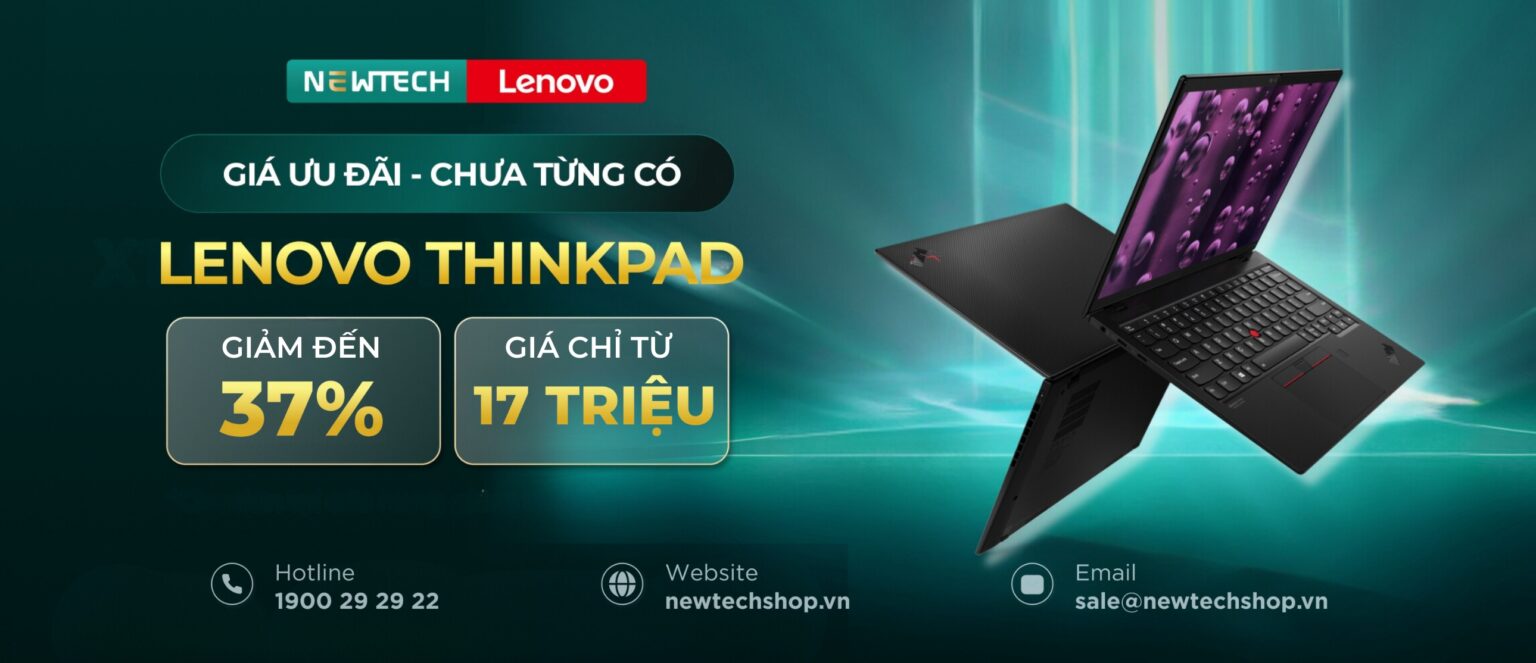 NEWTECH Lenovo
GIÁ ƯU ĐÃI - CHƯA TỪNG CÓ
LENOVO THINKPAD
GIẢM ĐẾN
37%
GIÁ CHỈ TỪ
17 TRIỆU
Hotline
1900 29 29 22
Website
newtechshop.vn
Email
sale@newtechshop.vn